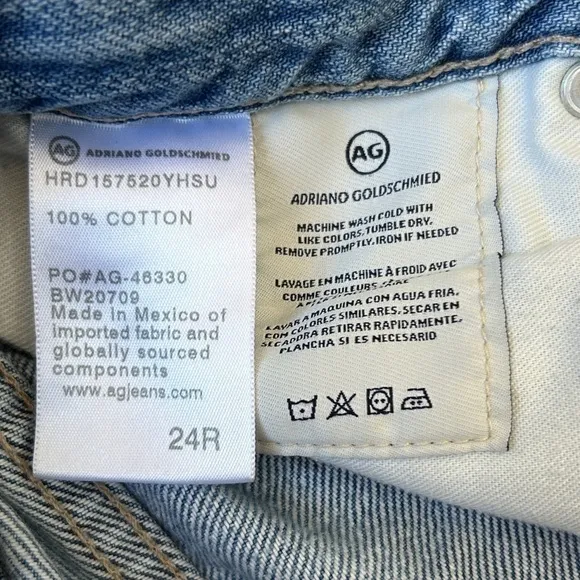 AG ADRIANO GOLDSCHMIED
HRD157520YHSU
100% COTTON
PO#AG-46330
BW20709
Made in Mexico of
imported fabric and
globally sourced
components
www.agjeans.com
24R
AG
ADRIANO GOLDSCHMIED
MACHINE WASH COLD WITH
LIKE COLORS.TUMBLE DRY.
REMOVE PROMPTLY.IRON IF NEEDED
LAVAGE EN MACHINE À FROID AVEC
COMME COULEURS
LAVAR A MAQUINA CON AGUA FRIA,
CON COLORES SIMILARES. SECAR EN
SECADORA RETIRAR RAPIDAMENTE.
PLANCHA SI ES NECESARIO